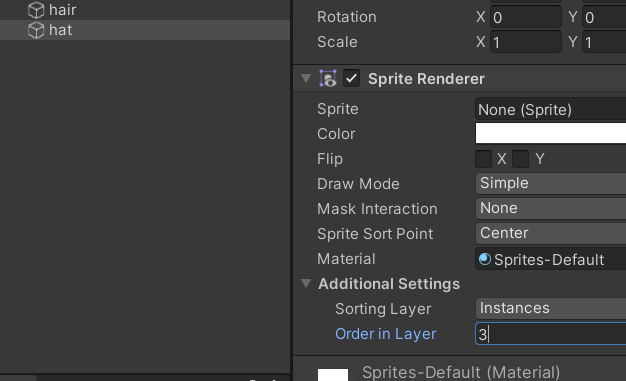 hair
hat
Rotation X 0 Y 0
Scale X 1 Y 1
Sprite Renderer
Sprite None (Sprite)
Color
Flip X Y
Draw Mode Simple
Mask Interaction None
Sprite Sort Point Center
Material Sprites-Default
Additional Settings
Sorting Layer Instances
Order in Layer 3
Sprites-Default (Material)